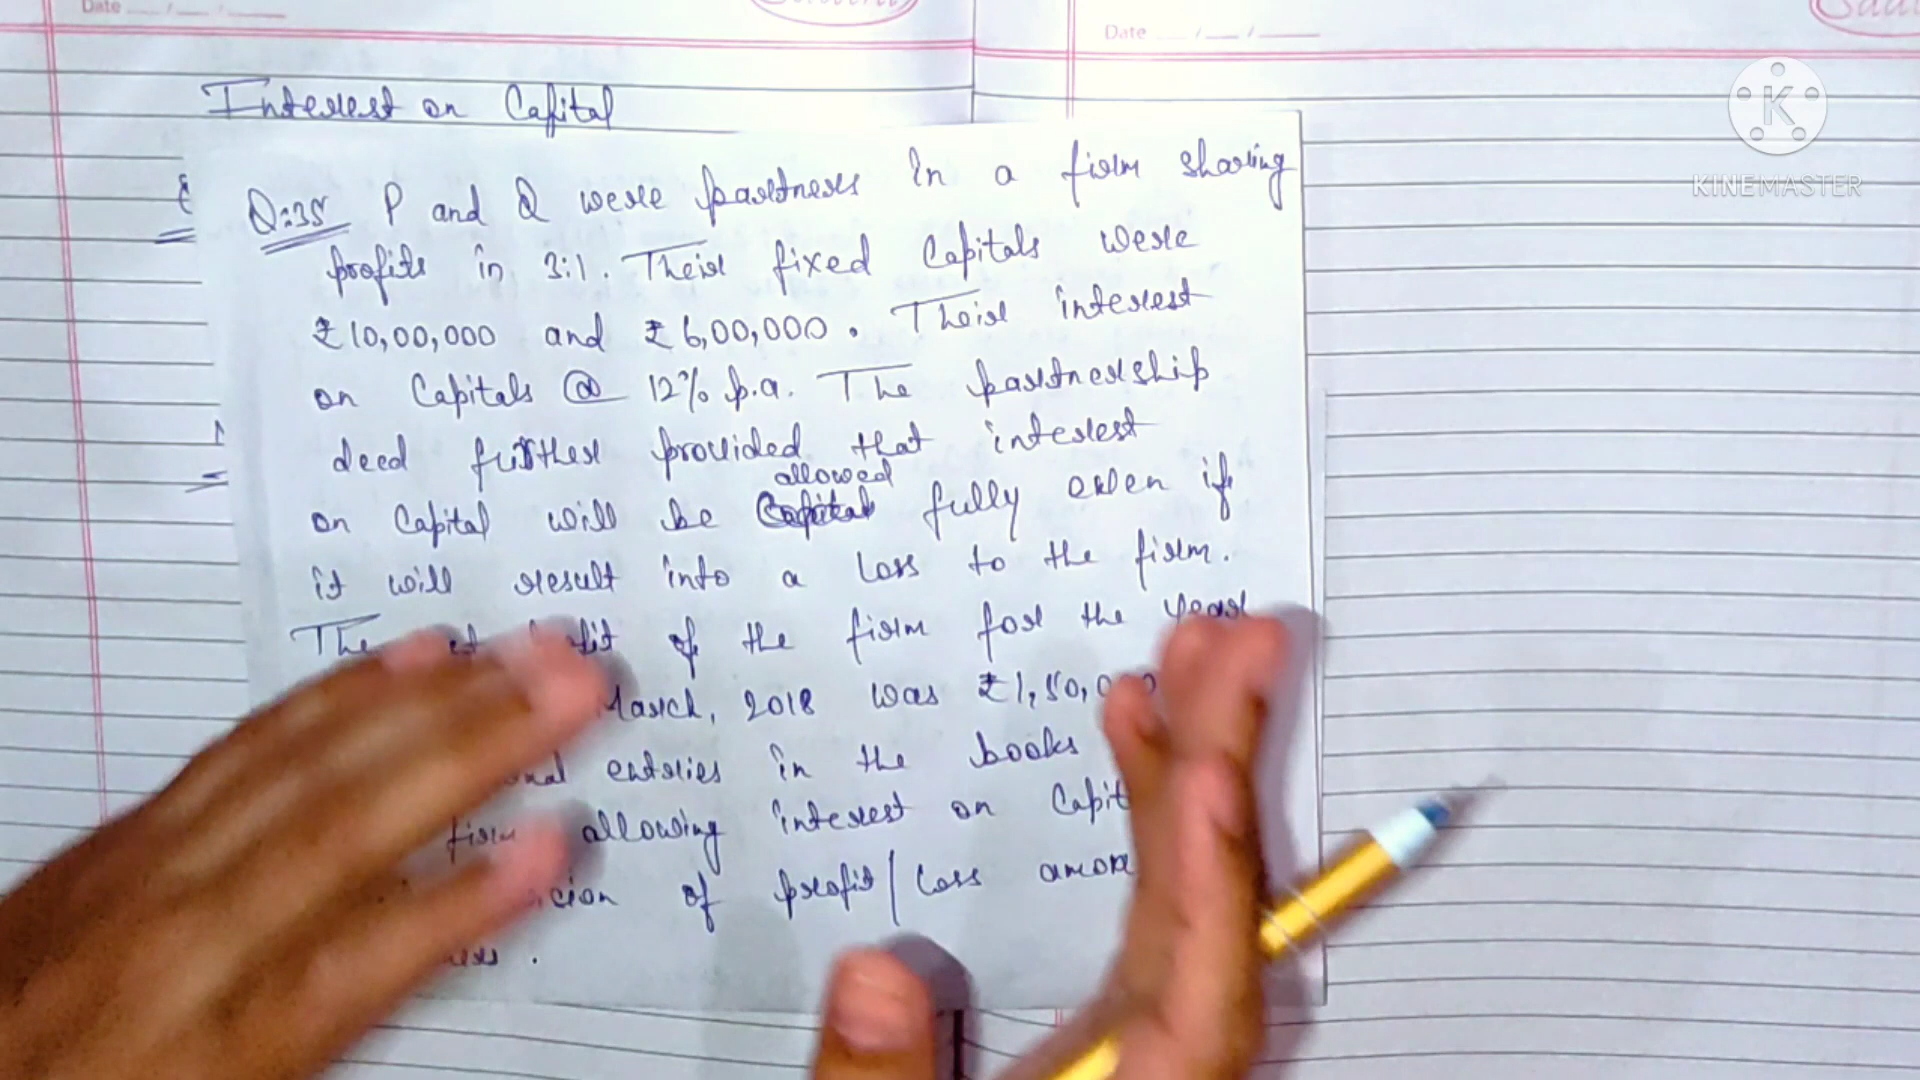 Date
Date
K
KINEMASTER
Interest on Capital
Q:35 P and Q were partners in a firm sharing
profits in 3:1. Their fixed Capitals were
₹10,00,000 and ₹6,00,000. Their interest
on Capitals @ 12% p.a. The partnership
deed further provided that interest
allowed
on Capital will be Capital fully even if
it will result into a loss to the firm.
The of the firm for the year
March, 2018 was ₹1,50,0
entries in the books
firm allowing interest on Capit
of profit/loss amon